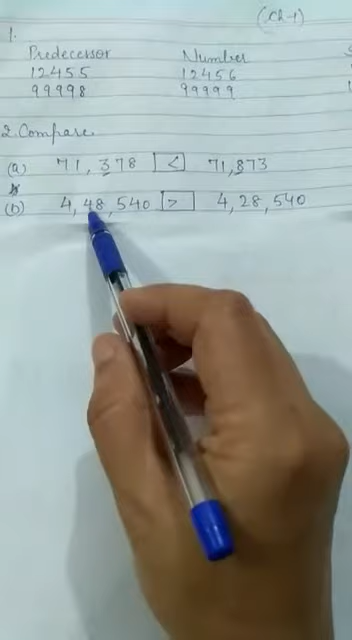 (Ch-1)
1.
Predecessor Number
12455 12456
99998 99999
2. Compare
(a) 71,378 < 71,873
(b) 4,48,540 > 4,28,540